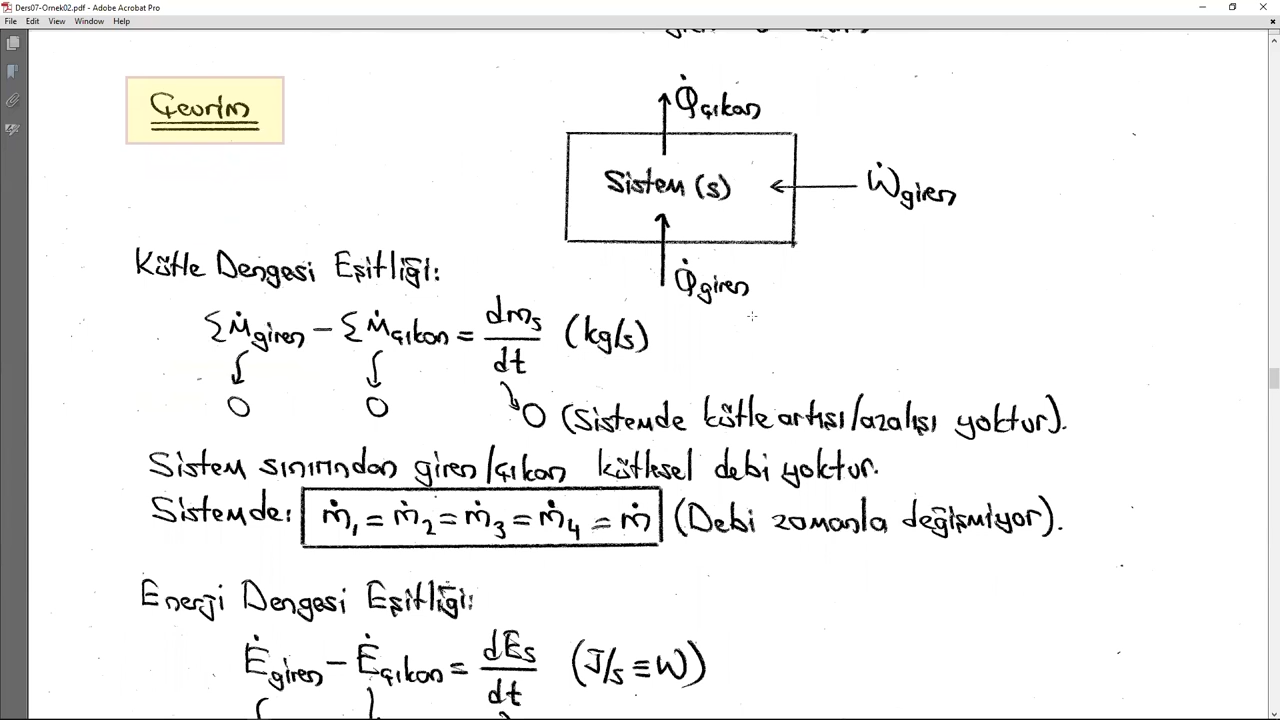 Ders07-Ornek02.pdf - Adobe Acrobat Pro
File Edit View Window Help
Çevrim
Q̇çıkan
Sistem (s)
Ẇgiren
Q̇giren
Kütle Dengesi Eşitliği:
Σṁgiren - Σṁçıkan = dms/dt (kg/s)
0 0 0 (Sistemde kütle artışı/azalışı yoktur).
Sistem sınırından giren/çıkan kütlesel debi yoktur.
Sistemde: ṁ1 = ṁ2 = ṁ3 = ṁ4 = ṁ (Debi zamanla değişmiyor).
Enerji Dengesi Eşitliği:
Ėgiren - Ėçıkan = dEs/dt (J/s ≡ W)